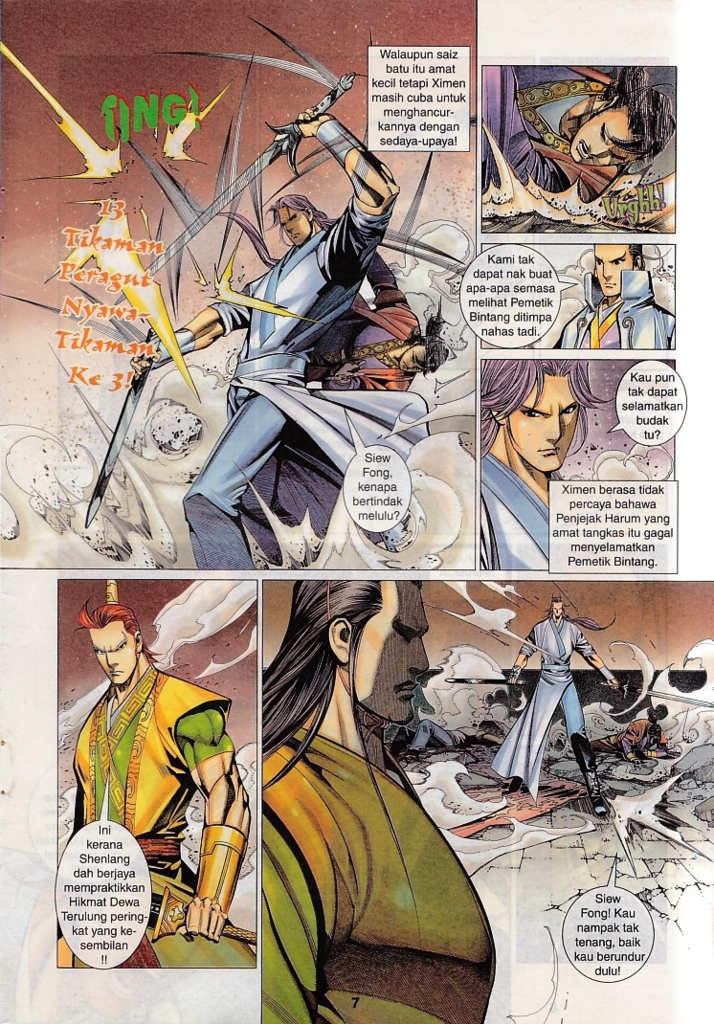 Walaupun saiz
batu itu amat
kecil tetapi Ximen
masih cuba untuk
menghancur-
kannya dengan
sedaya-upaya!
13
Tikaman
Peragut
Nyawa-
Tikaman
Ke 3!
Siew
Fong,
kenapa
bertindak
melulu?
Urghh!
Kami tak
dapat nak buat
apa-apa semasa
melihat Pemetik
Bintang ditimpa
nahas tadi.
Kau pun
tak dapat
selamatkan
budak
tu?
Ximen berasa tidak
percaya bahawa
Penjejak Harum yang
amat tangkas itu gagal
menyelamatkan
Pemetik Bintang.
Ini
kerana
Shenlang
dah berjaya
mempraktikkan
Hikmat Dewa
Terulung pering-
kat yang ke-
sembilan
!!
Siew
Fong! Kau
nampak tak
tenang, baik
kau berundur
dulu!
7